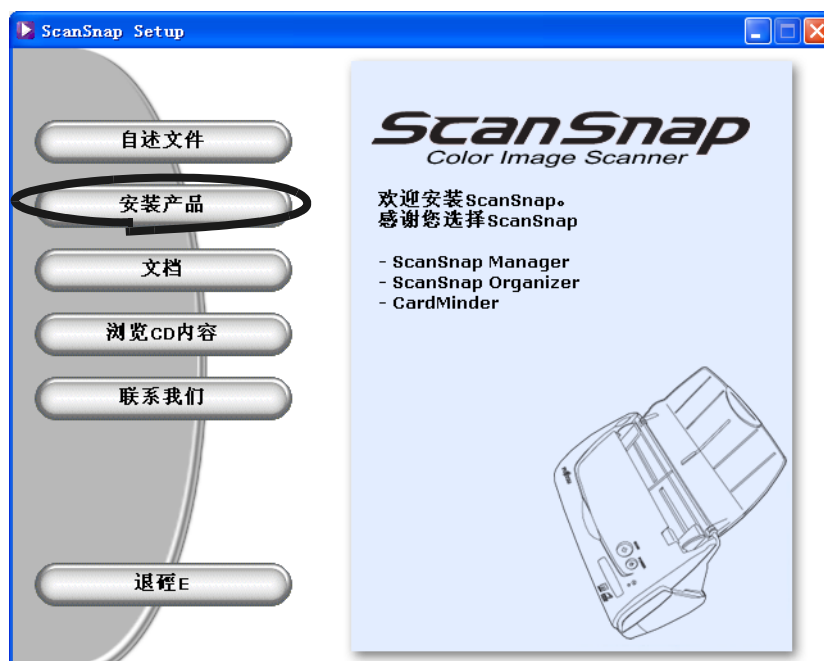 ScanSnap Setup
自述文件
安装产品
文档
浏览CD内容
联系我们
退硜E
ScanSnap
Color Image Scanner
欢迎安装ScanSnap。
感谢您选择ScanSnap
- ScanSnap Manager
- ScanSnap Organizer
- CardMinder